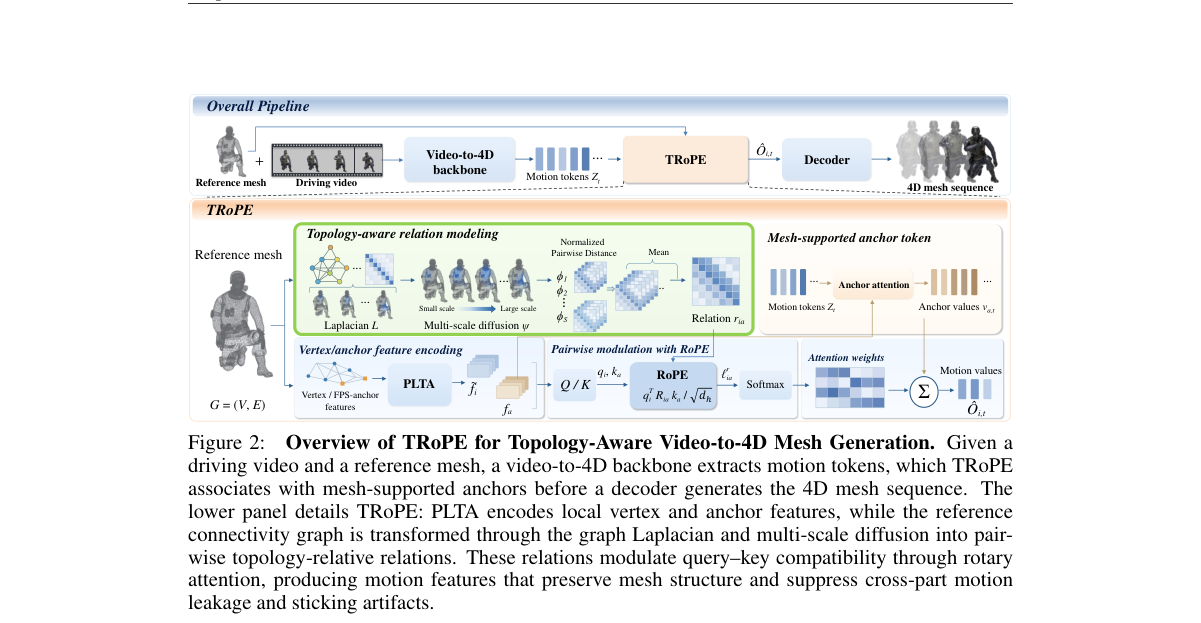 Overall Pipeline
Reference mesh
+
Driving video
Video-to-4D
backbone
Motion tokens Z_t
...
TRoPE
Ô_{i,t}
Decoder
4D mesh sequence
TRoPE
Reference mesh
G = (V, E)
Topology-aware relation modeling
...
...
Laplacian L
Small scale
Large scale
Multi-scale diffusion ψ
Normalized
Pairwise Distance
ϕ_1
ϕ_2
⋮
ϕ_S
Mean
..
Relation r_{ia}
Mesh-supported anchor token
...
Motion tokens Z_t
Anchor attention
...
Anchor values v_{a,t}
Vertex/anchor feature encoding
Vertex / FPS-anchor
features
PLTA
f̃_i
f_a
Pairwise modulation with RoPE
Q / K
q_i, k_a
RoPE
q_i^T R_{ia} k_a / √d_h
ℓ^r_{ia}
Softmax
Attention weights
Σ
Motion values
Ô_{i,t}
Figure 2: Overview of TRoPE for Topology-Aware Video-to-4D Mesh Generation. Given a
driving video and a reference mesh, a video-to-4D backbone extracts motion tokens, which TRoPE
associates with mesh-supported anchors before a decoder generates the 4D mesh sequence. The
lower panel details TRoPE: PLTA encodes local vertex and anchor features, while the reference
connectivity graph is transformed through the graph Laplacian and multi-scale diffusion into pair-
wise topology-relative relations. These relations modulate query–key compatibility through rotary
attention, producing motion features that preserve mesh structure and suppress cross-part motion
leakage and sticking artifacts.